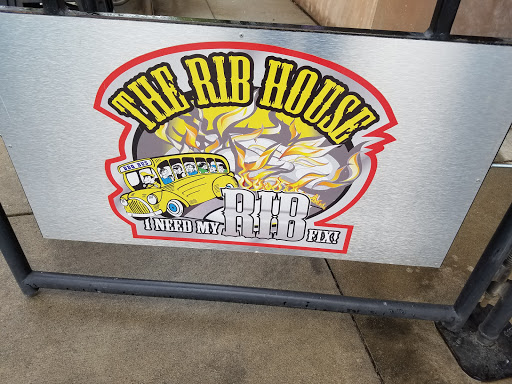 THE RIB HOUSE
I NEED MY RIB FIX!